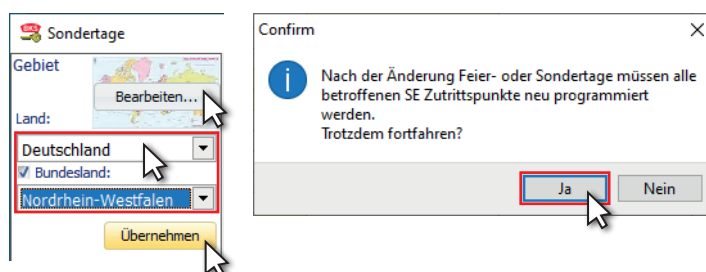 BKS Sondertage
Gebiet
Bearbeiten...
Land:
Deutschland
Bundesland:
Nordrhein-Westfalen
Übernehmen
Confirm
Nach der Änderung Feier- oder Sondertage müssen alle
betroffenen SE Zutrittspunkte neu programmiert
werden.
Trotzdem fortfahren?
Ja Nein